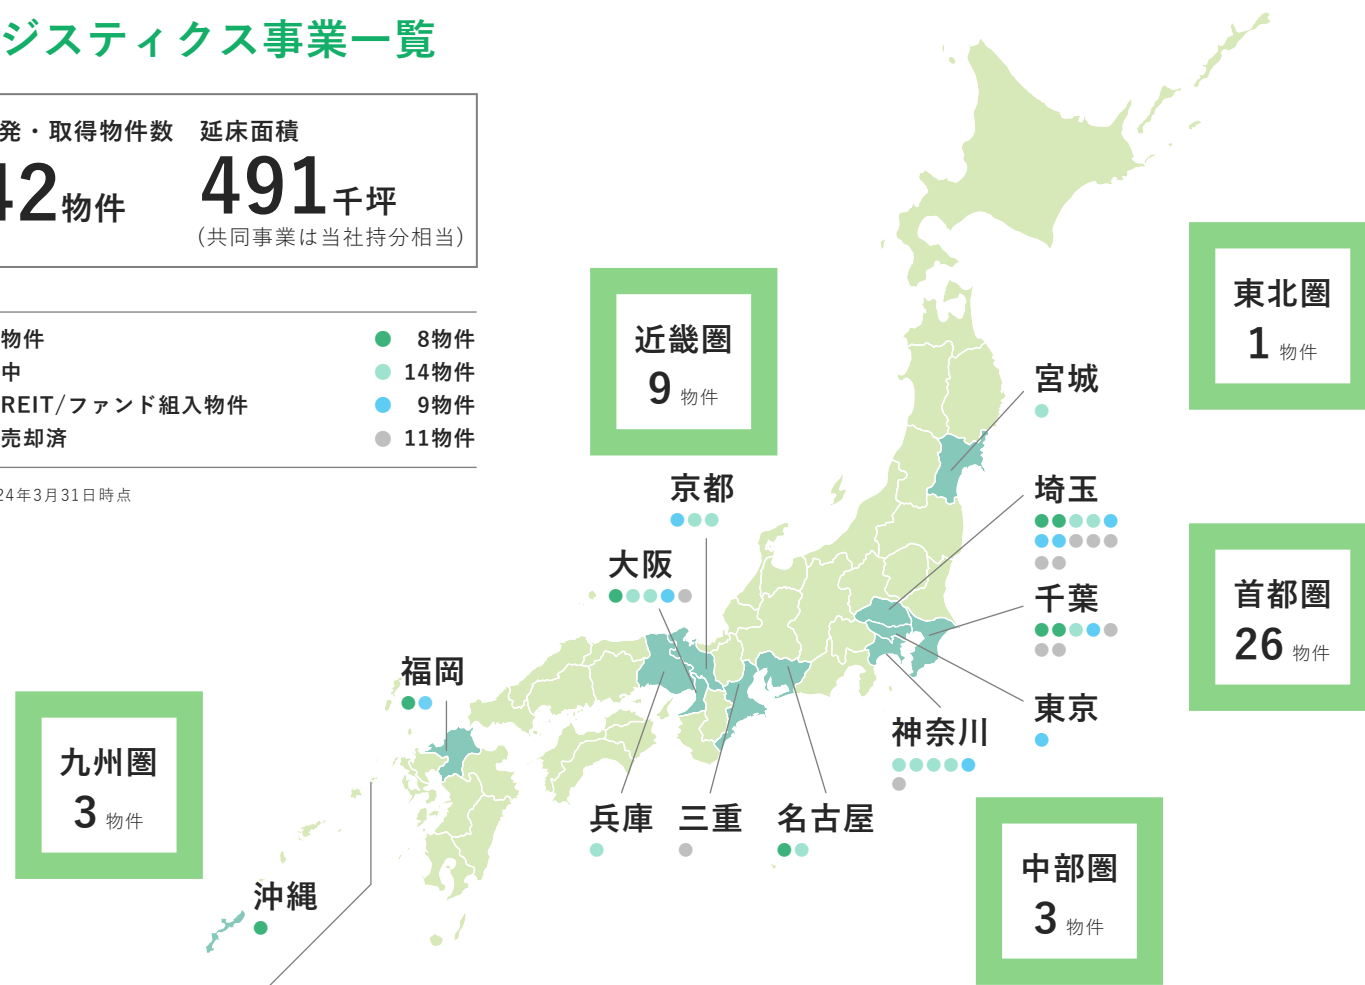 ジスティクス事業一覧
発・取得物件数 延床面積
42物件 491千坪
(共同事業は当社持分相当)
物件 8物件
中 14物件
REIT/ファンド組入物件 9物件
売却済 11物件
24年3月31日時点
近畿圏
9 物件
東北圏
1 物件
宮城
京都
埼玉
大阪
千葉
首都圏
26 物件
福岡
東京
神奈川
九州圏
3 物件
兵庫
三重
名古屋
中部圏
3 物件
沖縄